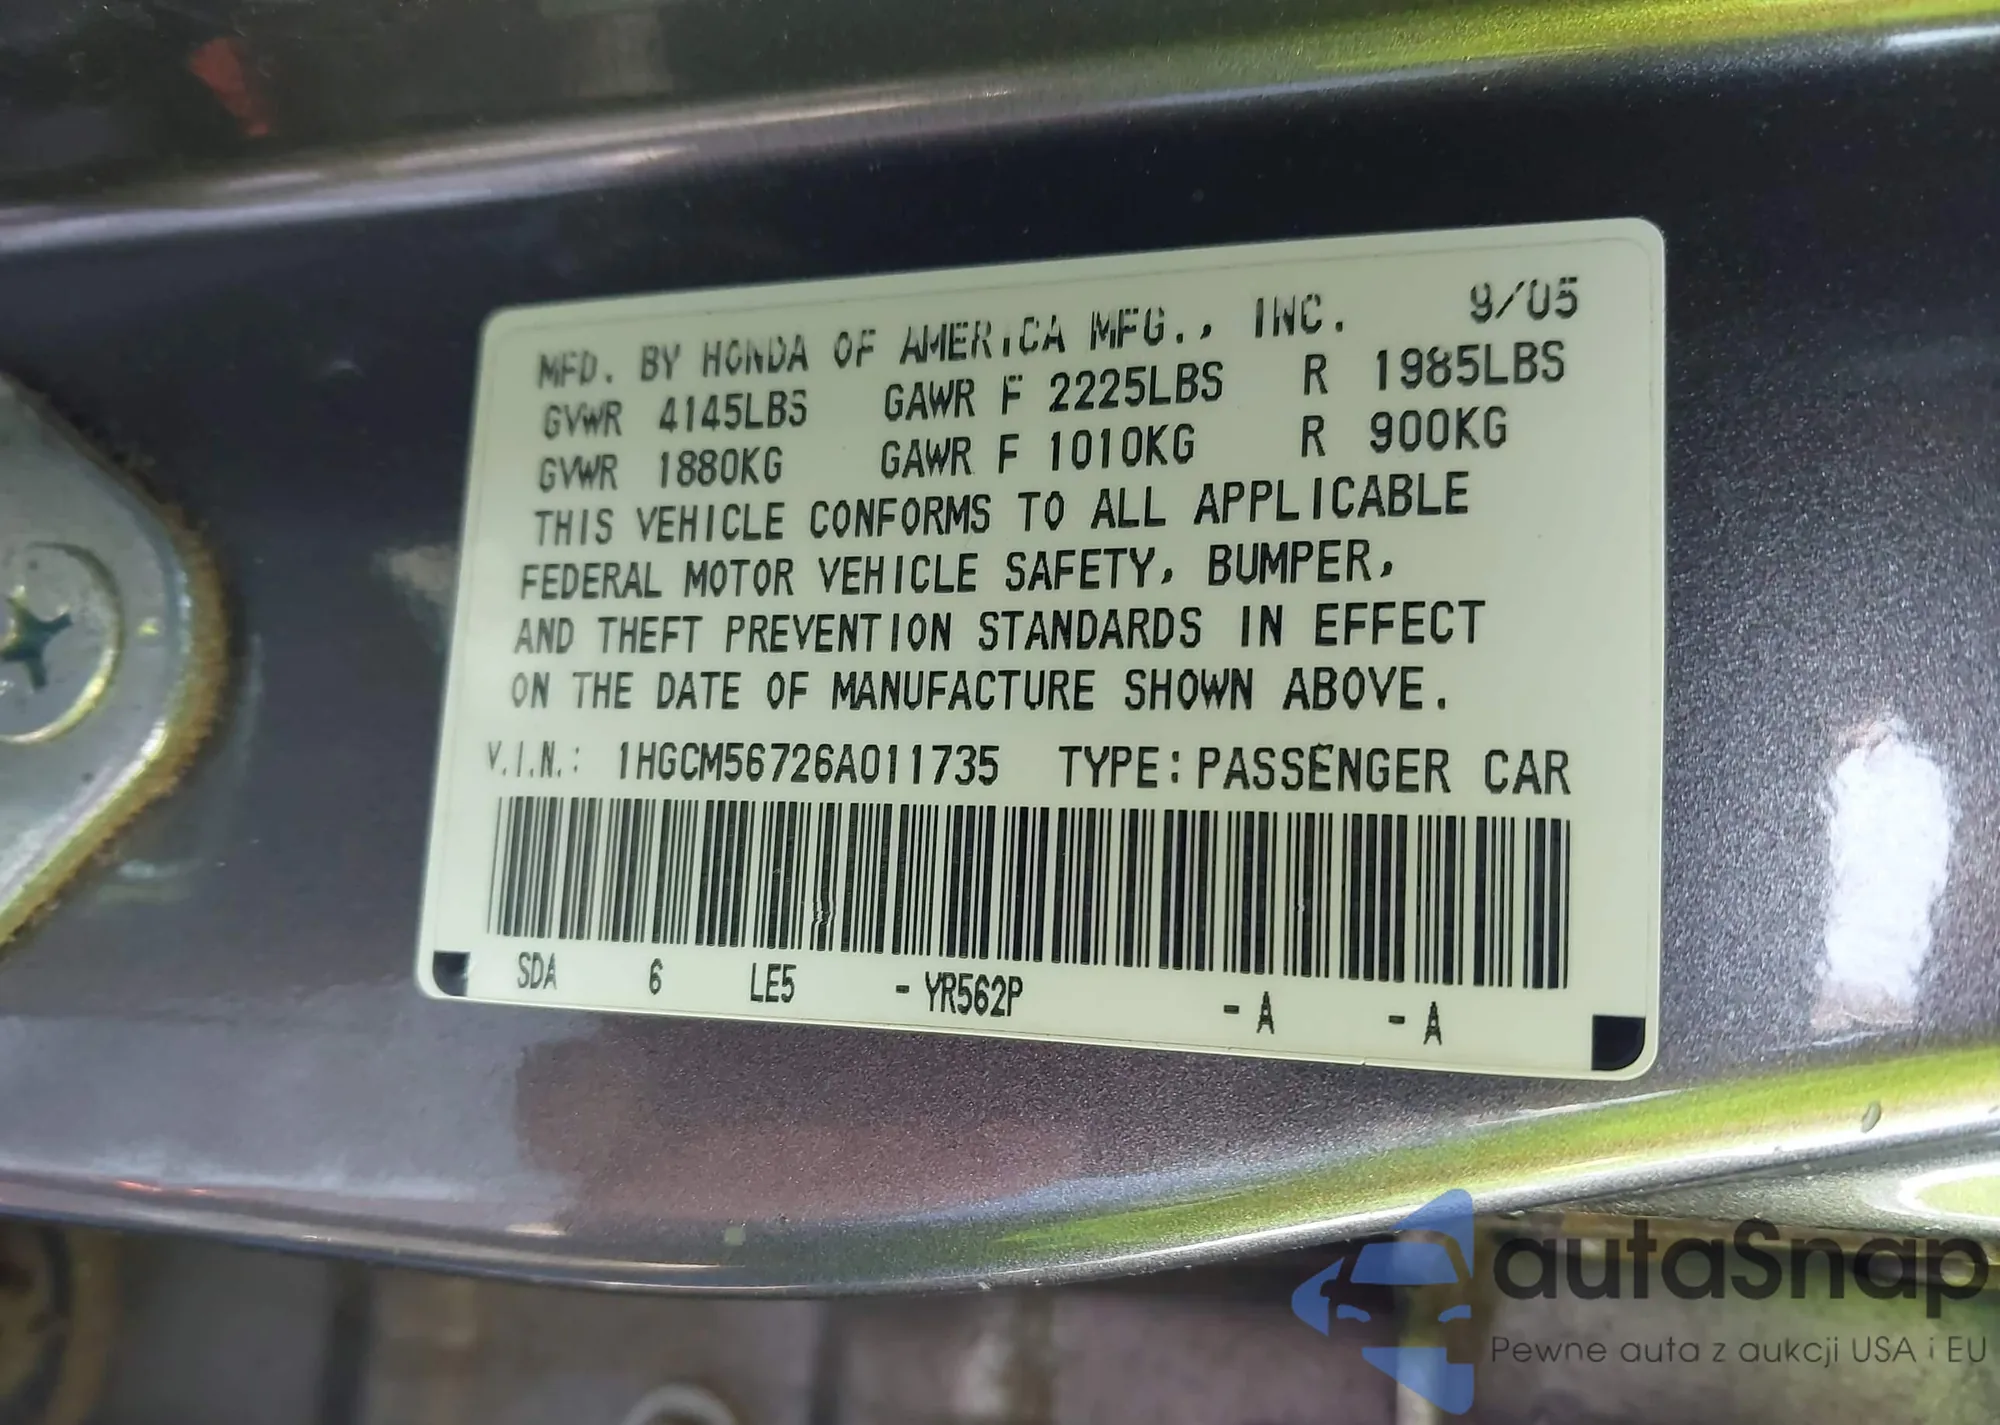 MFD. BY HONDA OF AMERICA MFG., INC. 9/05
GVWR 4145LBS GAWR F 2225LBS R 1985LBS
GVWR 1880KG GAWR F 1010KG R 900KG
THIS VEHICLE CONFORMS TO ALL APPLICABLE
FEDERAL MOTOR VEHICLE SAFETY, BUMPER,
AND THEFT PREVENTION STANDARDS IN EFFECT
ON THE DATE OF MANUFACTURE SHOWN ABOVE.
V.I.N.: 1HGCM56726A011735 TYPE: PASSENGER CAR
SDA 6 LE5 - YR562P - A - A
autaSnap
Pewne auta z aukcji USA i EU